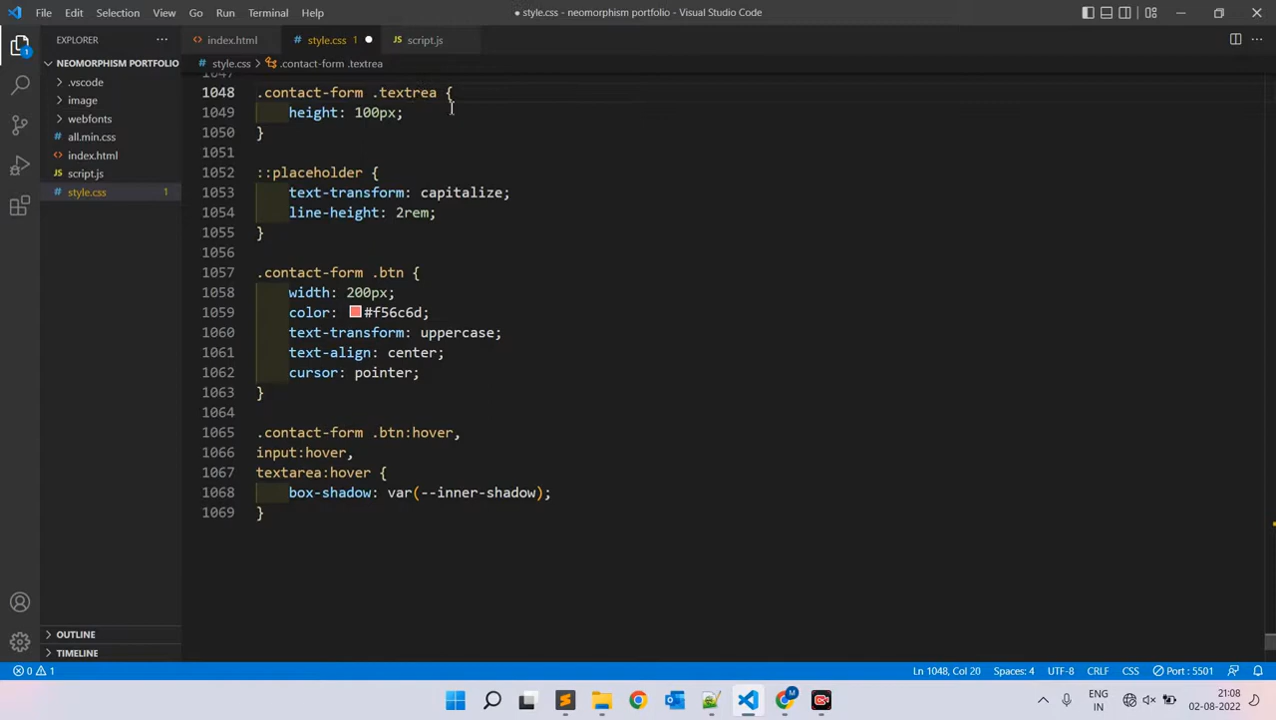 File Edit Selection View Go Run Terminal Help
● style.css - neomorphism portfolio - Visual Studio Code
EXPLORER ···
<> index.html
# style.css 1 ●
JS script.js
NEOMORPHISM PORTFOLIO
# style.css > .contact-form .textrea
.vscode
image
webfonts
# all.min.css
<> index.html
JS script.js
# style.css 1
1048 .contact-form .textrea {
1049 height: 100px;
1050 }
1051
1052 ::placeholder {
1053 text-transform: capitalize;
1054 line-height: 2rem;
1055 }
1056
1057 .contact-form .btn {
1058 width: 200px;
1059 color: #f56c6d;
1060 text-transform: uppercase;
1061 text-align: center;
1062 cursor: pointer;
1063 }
1064
1065 .contact-form .btn:hover,
1066 input:hover,
1067 textarea:hover {
1068 box-shadow: var(--inner-shadow);
1069 }
OUTLINE
TIMELINE
0 1
Ln 1048, Col 20 Spaces: 4 UTF-8 CRLF CSS Port : 5501
1
M
ENG
IN
21:08
02-08-2022